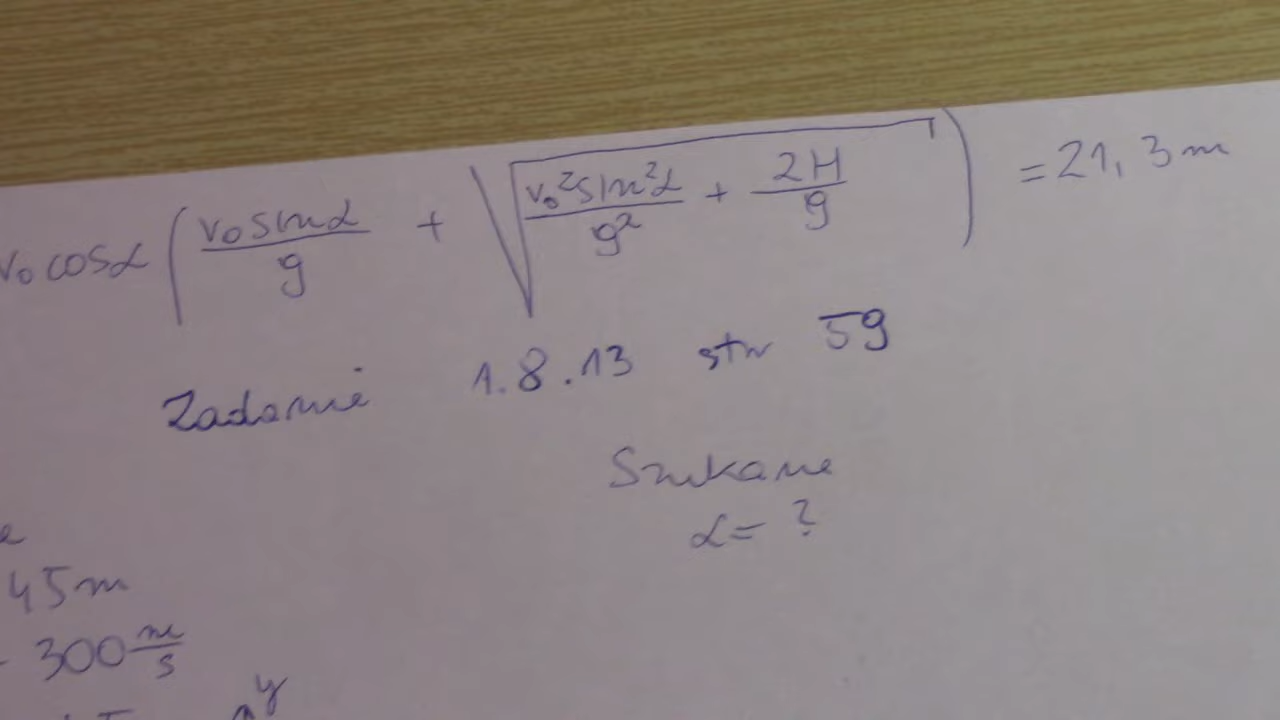 v₀cosα(v₀sinα/g + √(v₀²sin²α/g² + 2H/g)) = 21,3m
Zadanie 1.8.13 str 59
Szukane
α = ?
45m
300 m/s
y